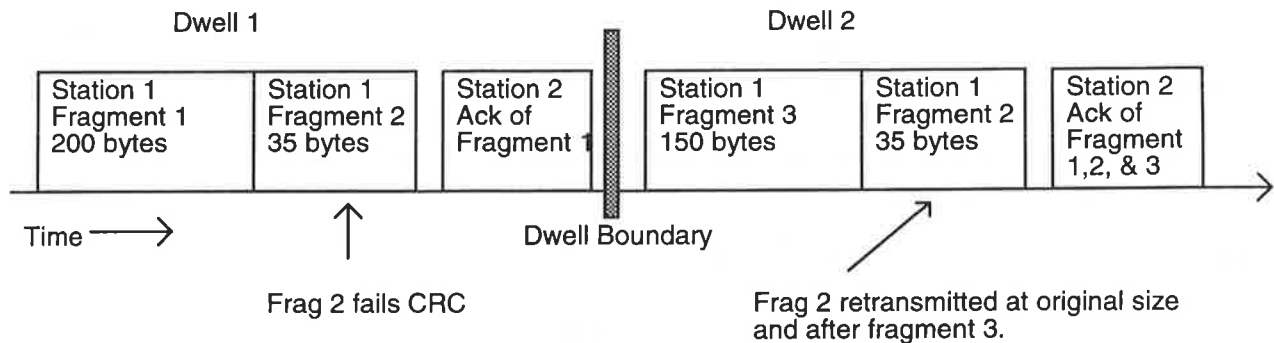 Dwell 1
Dwell 2
Station 1
Fragment 1
200 bytes
Station 1
Fragment 2
35 bytes
Station 2
Ack of
Fragment 1
Station 1
Fragment 3
150 bytes
Station 1
Fragment 2
35 bytes
Station 2
Ack of
Fragment
1,2, & 3
Time
Dwell Boundary
Frag 2 fails CRC
Frag 2 retransmitted at original size
and after fragment 3.